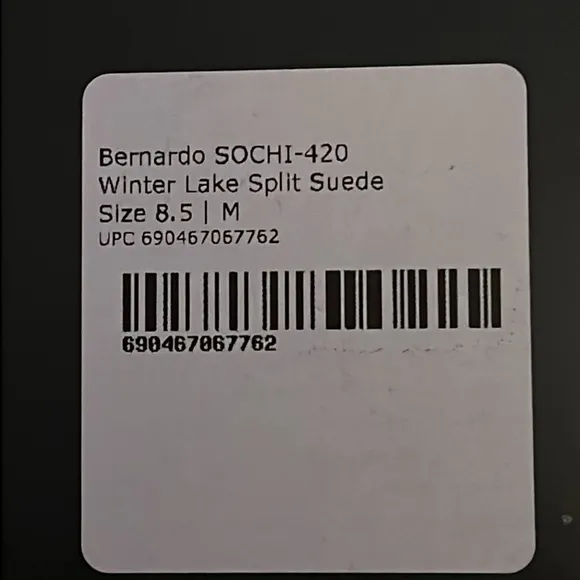 Bernardo SOCHI-420
Winter Lake Split Suede
Size 8.5 | M
UPC 690467067762
690467067762